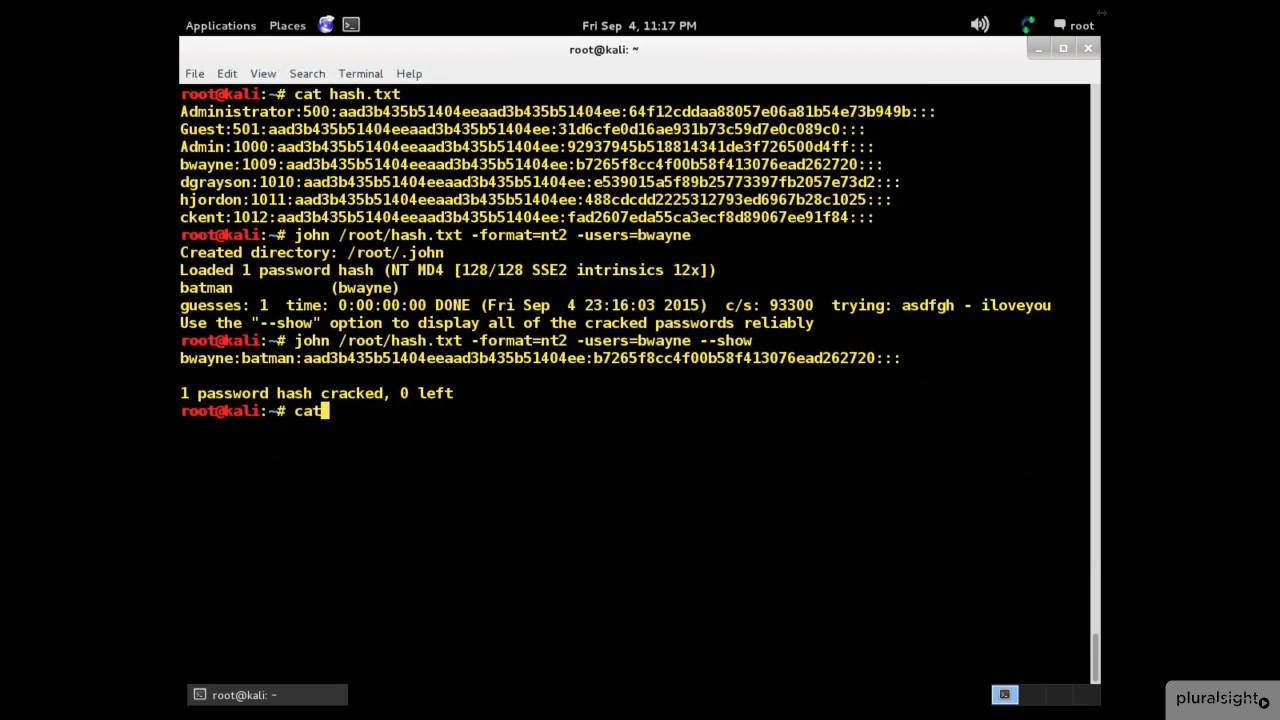 Applications Places Fri Sep 4, 11:17 PM root
root@kali: ~
File Edit View Search Terminal Help
root@kali:~# cat hash.txt
Administrator:500:aad3b435b51404eeaad3b435b51404ee:64f12cddaa88057e06a81b54e73b949b:::
Guest:501:aad3b435b51404eeaad3b435b51404ee:31d6cfe0d16ae931b73c59d7e0c089c0:::
Admin:1000:aad3b435b51404eeaad3b435b51404ee:92937945b518814341de3f726500d4ff:::
bwayne:1009:aad3b435b51404eeaad3b435b51404ee:b7265f8cc4f00b58f413076ead262720:::
dgrayson:1010:aad3b435b51404eeaad3b435b51404ee:e539015a5f89b25773397fb2057e73d2:::
hjordon:1011:aad3b435b51404eeaad3b435b51404ee:488cdcdd2225312793ed6967b28c1025:::
ckent:1012:aad3b435b51404eeaad3b435b51404ee:fad2607eda55ca3ecf8d89067ee91f84:::
root@kali:~# john /root/hash.txt -format=nt2 -users=bwayne
Created directory: /root/.john
Loaded 1 password hash (NT MD4 [128/128 SSE2 intrinsics 12x])
batman (bwayne)
guesses: 1 time: 0:00:00:00 DONE (Fri Sep 4 23:16:03 2015) c/s: 93300 trying: asdfgh - iloveyou
Use the "--show" option to display all of the cracked passwords reliably
root@kali:~# john /root/hash.txt -format=nt2 -users=bwayne --show
bwayne:batman:aad3b435b51404eeaad3b435b51404ee:b7265f8cc4f00b58f413076ead262720:::
1 password hash cracked, 0 left
root@kali:~# cat
root@kali: ~
pluralsight